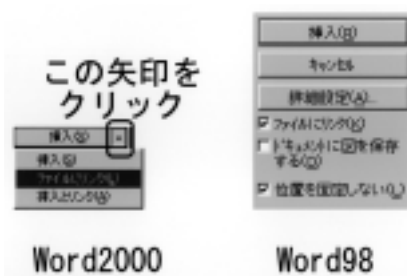 この矢印を
クリック
挿入(S)
挿入(S)
ファイルにリンク(L)
挿入とリンク(A)
Word2000
挿入(R)
キャンセル
詳細設定(A)...
ファイルにリンク(K)
ドキュメントに図を保存
する(O)
位置を固定しない(L)
Word98